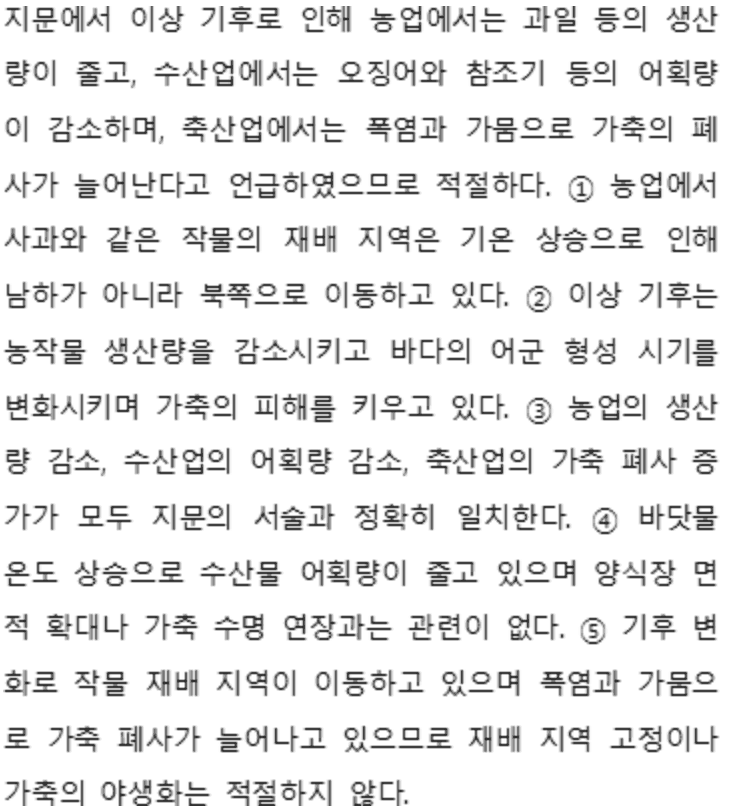 지문에서 이상 기후로 인해 농업에서는 과일 등의 생산
량이 줄고, 수산업에서는 오징어와 참조기 등의 어획량
이 감소하며, 축산업에서는 폭염과 가뭄으로 가축의 폐
사가 늘어난다고 언급하였으므로 적절하다. ① 농업에서
사과와 같은 작물의 재배 지역은 기온 상승으로 인해
남하가 아니라 북쪽으로 이동하고 있다. ② 이상 기후는
농작물 생산량을 감소시키고 바다의 어군 형성 시기를
변화시키며 가축의 피해를 키우고 있다. ③ 농업의 생산
량 감소, 수산업의 어획량 감소, 축산업의 가축 폐사 증
가가 모두 지문의 서술과 정확히 일치한다. ④ 바닷물
온도 상승으로 수산물 어획량이 줄고 있으며 양식장 면
적 확대나 가축 수명 연장과는 관련이 없다. ⑤ 기후 변
화로 작물 재배 지역이 이동하고 있으며 폭염과 가뭄으
로 가축 폐사가 늘어나고 있으므로 재배 지역 고정이나
가축의 야생화는 적절하지 않다.